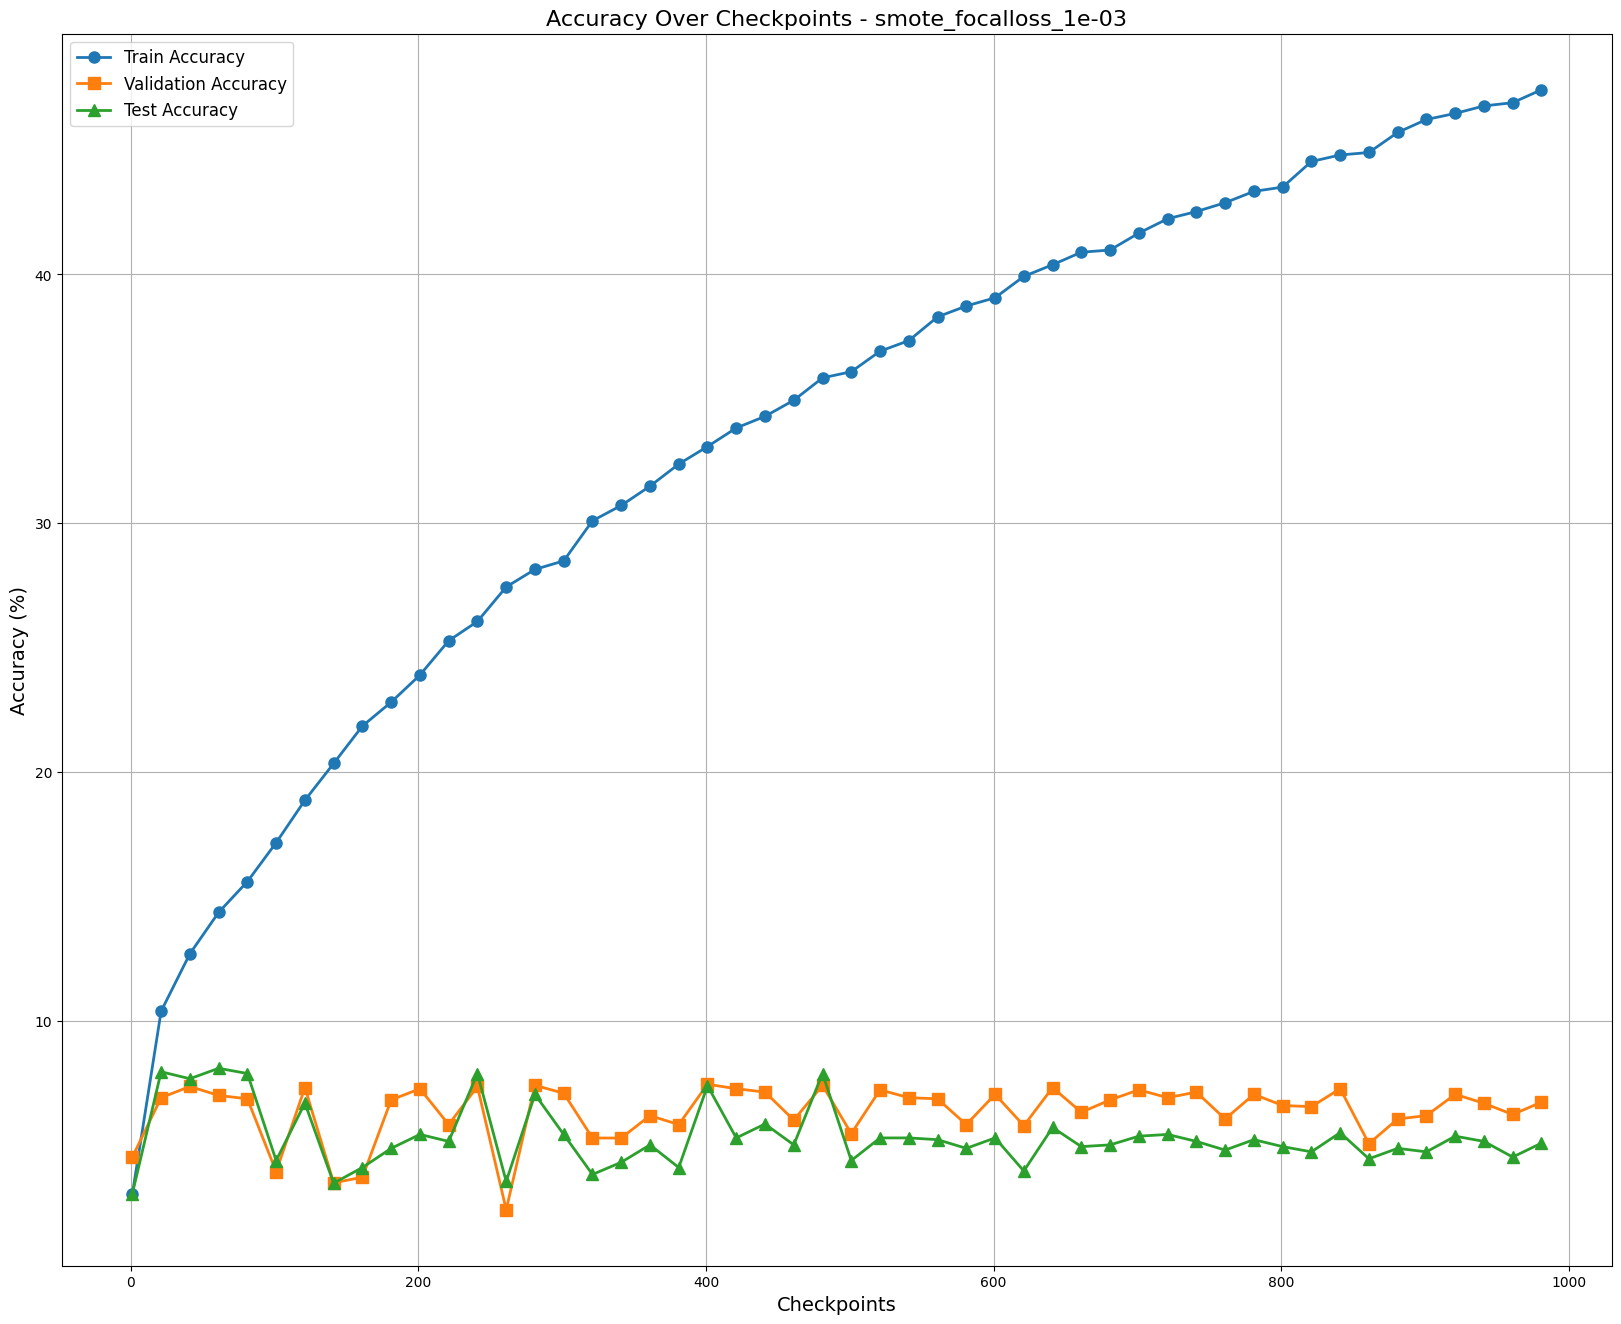 Accuracy Over Checkpoints - smote_focalloss_1e-03
Train Accuracy
Validation Accuracy
Test Accuracy
Accuracy (%)
40
30
20
10
0 200 400 600 800 1000
Checkpoints